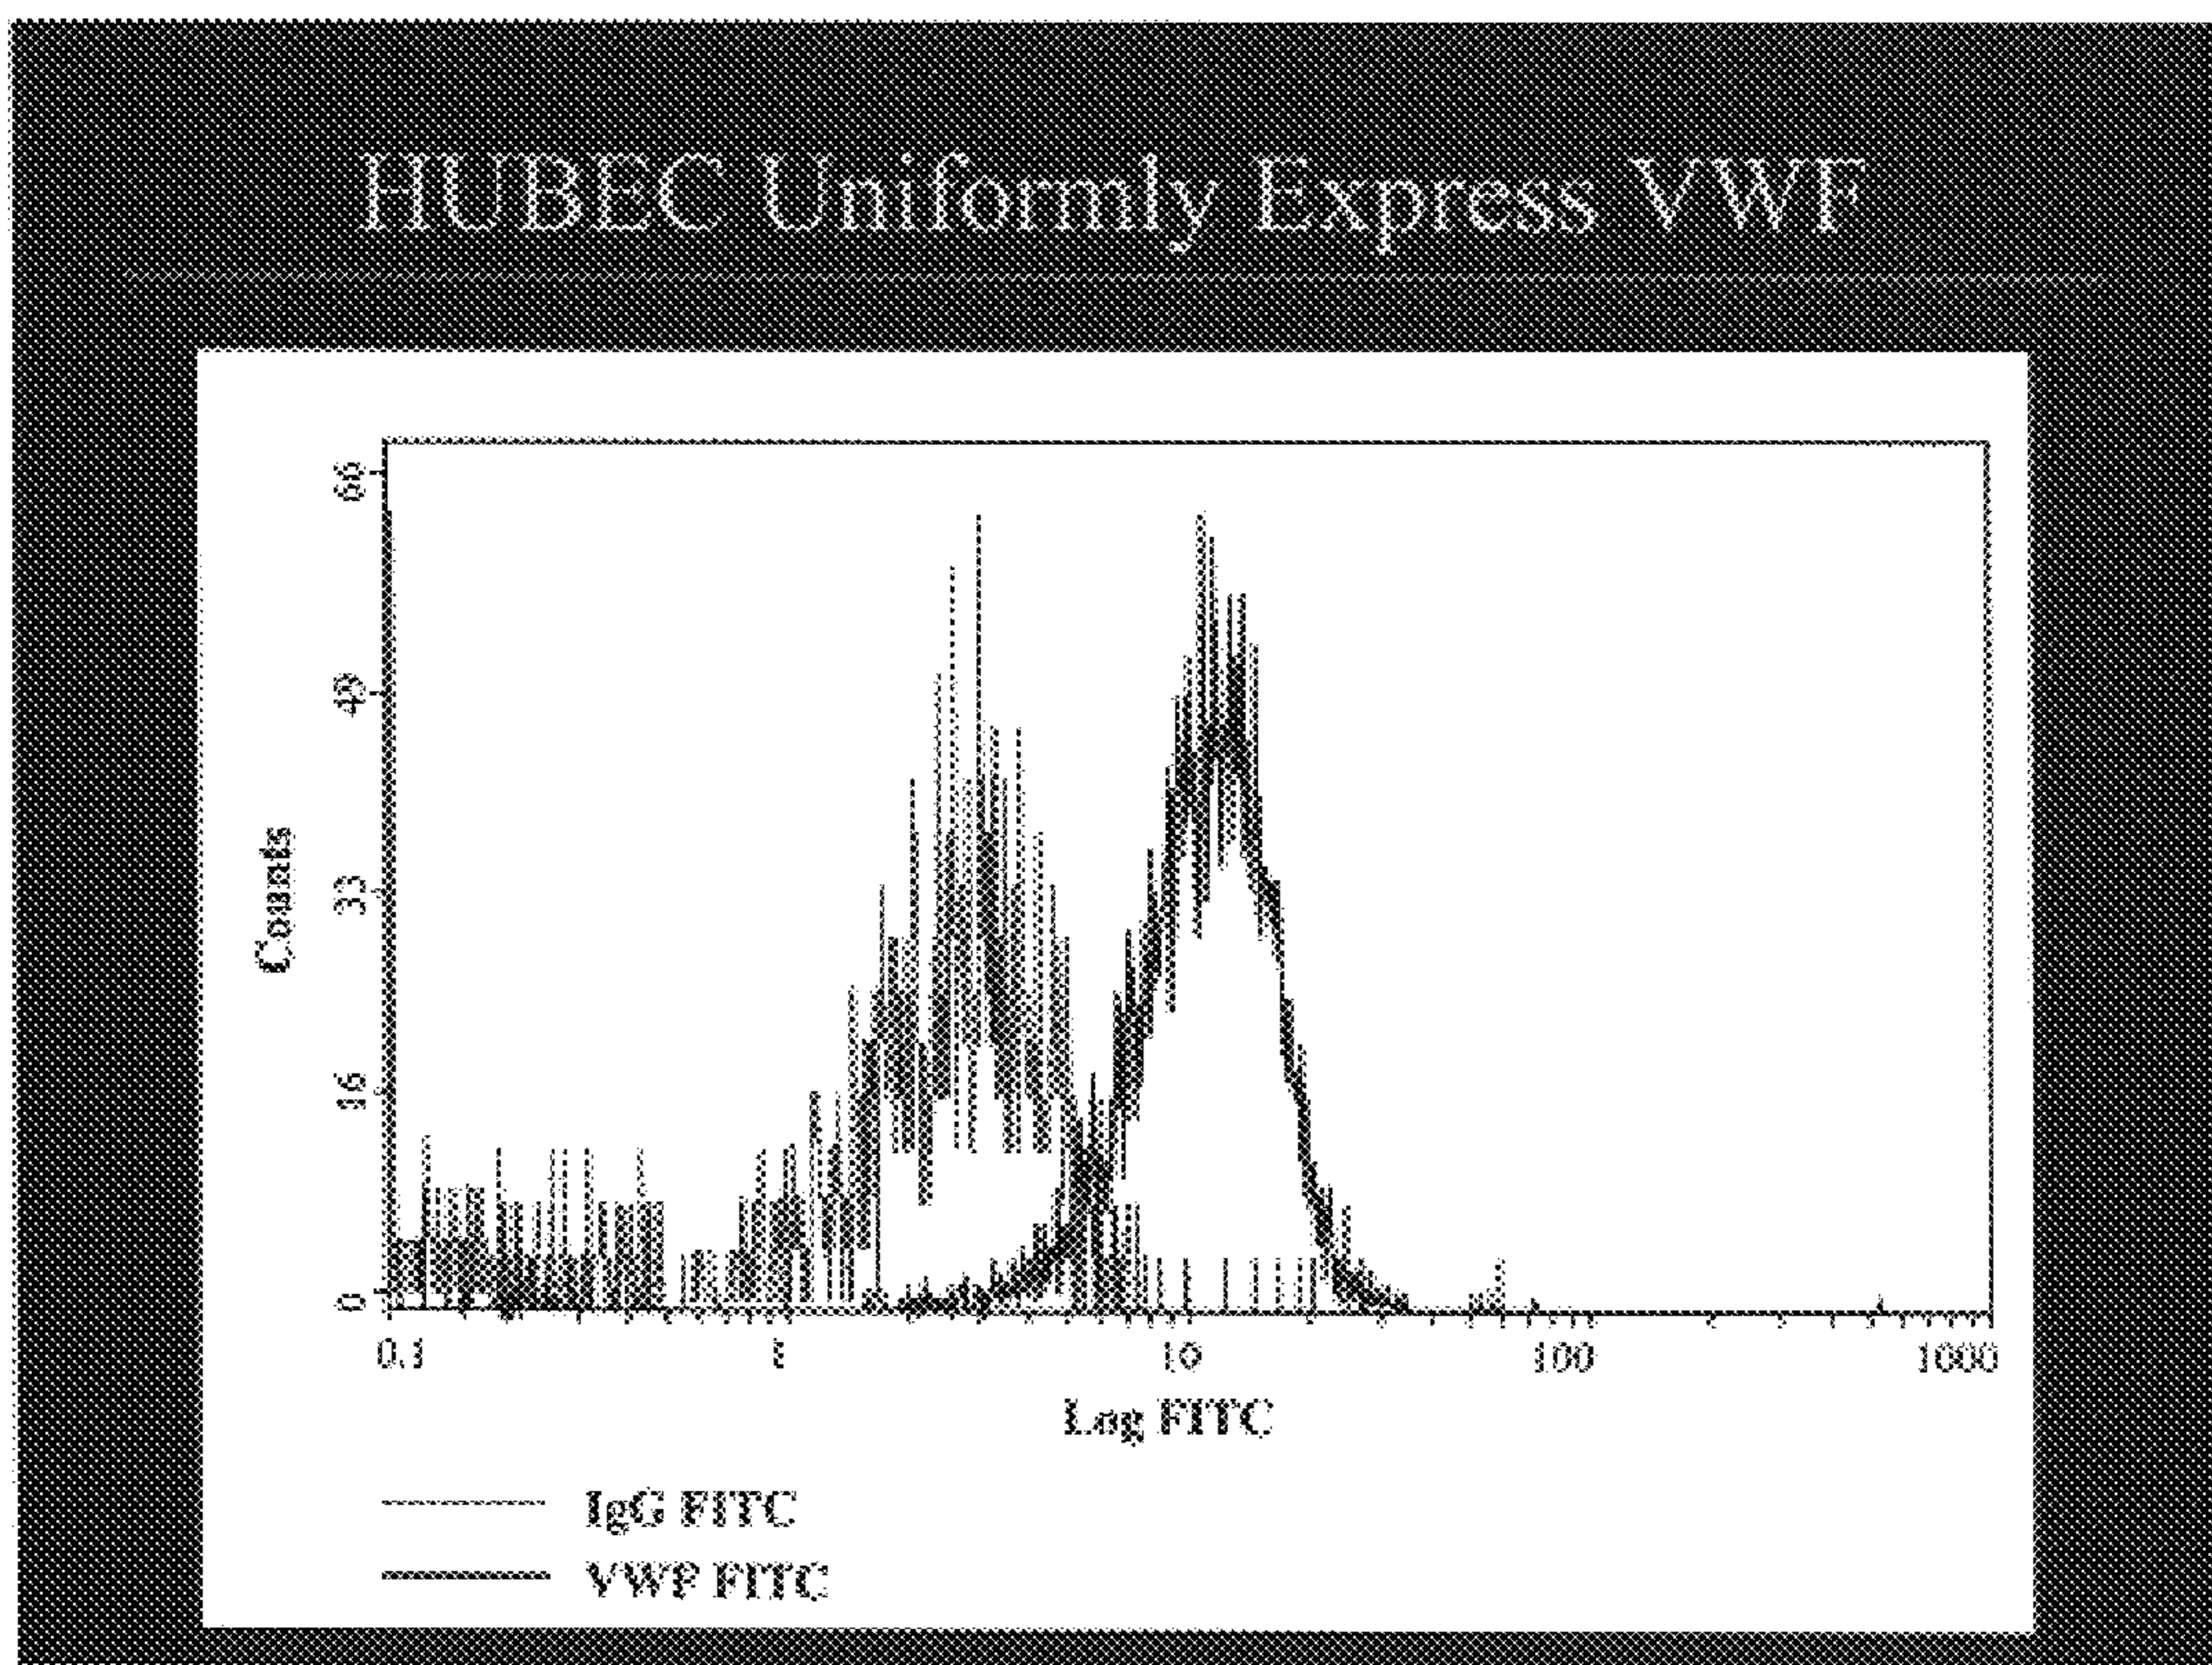 HUBEC Uniformly Express VWF
66
49
33
16
0
Counts
0.1 1 10 100 1000
Log FITC
IgG FITC
VWF FITC